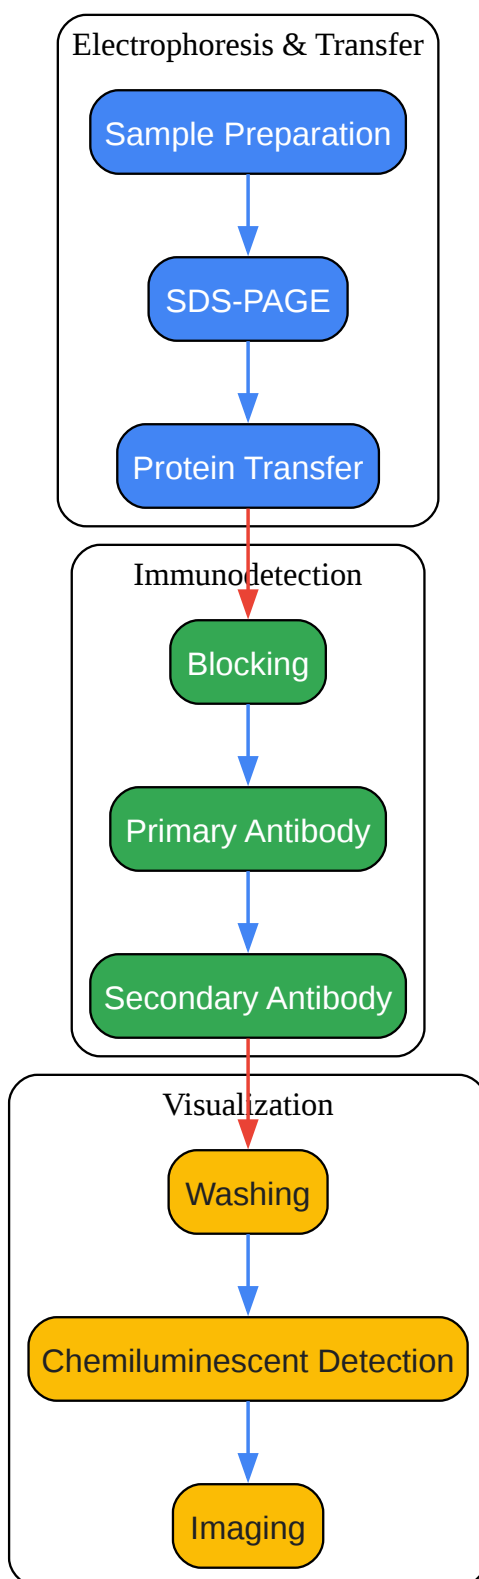 Electrophoresis & Transfer
Sample Preparation
SDS-PAGE
Protein Transfer
Immunodetection
Blocking
Primary Antibody
Secondary Antibody
Visualization
Washing
Chemiluminescent Detection
Imaging